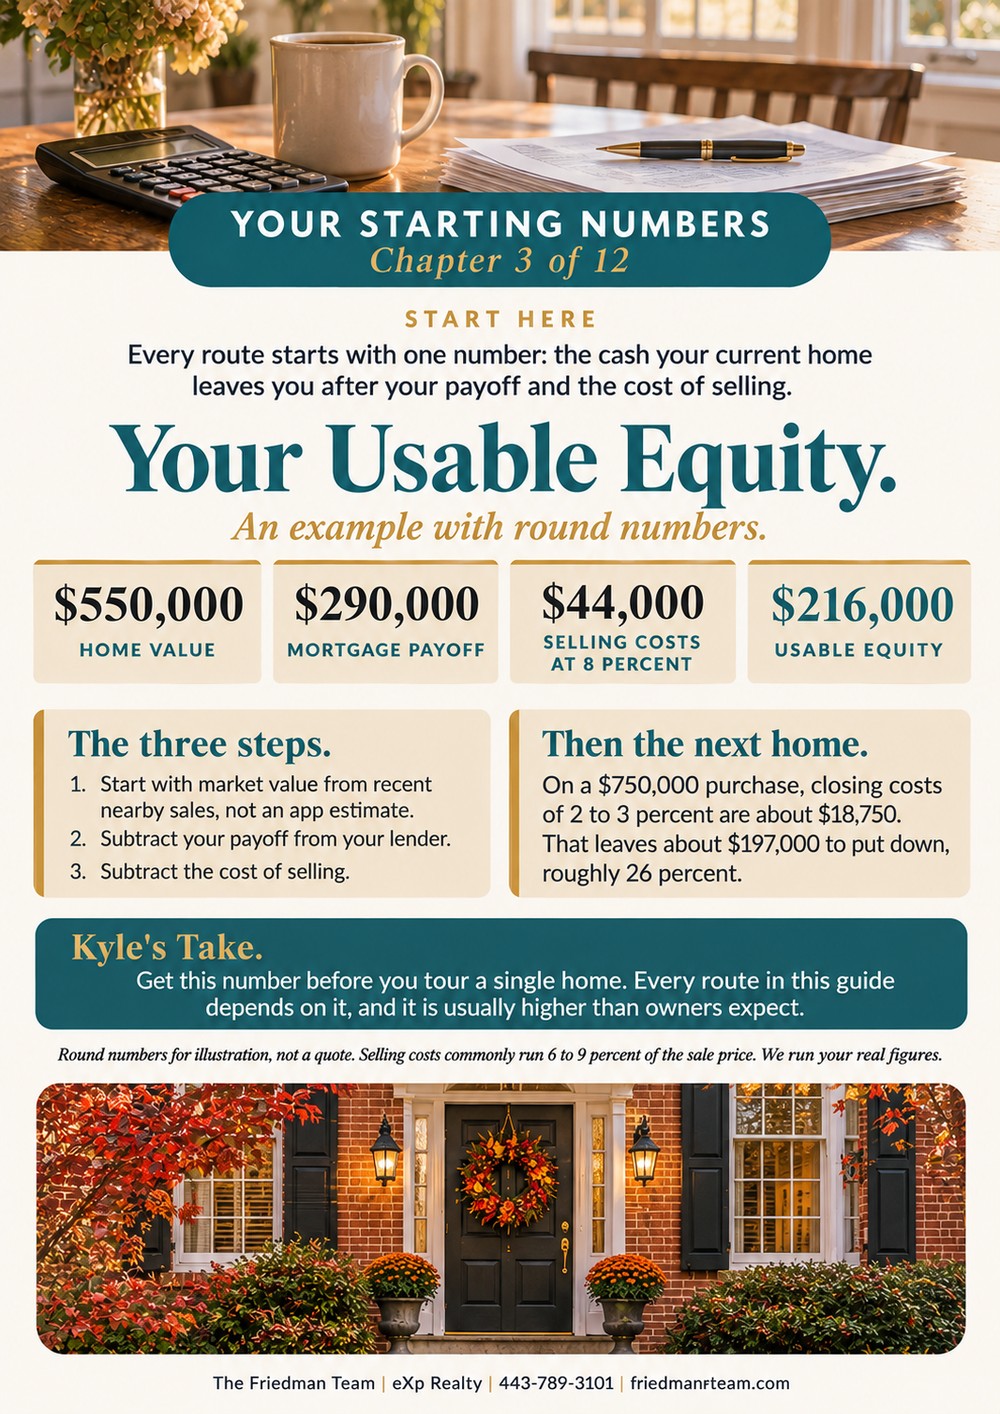 YOUR STARTING NUMBERS
Chapter 3 of 12
START HERE
Every route starts with one number: the cash your current home
leaves you after your payoff and the cost of selling.
Your Usable Equity.
An example with round numbers.
$550,000
HOME VALUE
$290,000
MORTGAGE PAYOFF
$44,000
SELLING COSTS
AT 8 PERCENT
$216,000
USABLE EQUITY
The three steps.
1. Start with market value from recent
nearby sales, not an app estimate.
2. Subtract your payoff from your lender.
3. Subtract the cost of selling.
Then the next home.
On a $750,000 purchase, closing costs
of 2 to 3 percent are about $18,750.
That leaves about $197,000 to put down,
roughly 26 percent.
Kyle's Take.
Get this number before you tour a single home. Every route in this guide
depends on it, and it is usually higher than owners expect.
Round numbers for illustration, not a quote. Selling costs commonly run 6 to 9 percent of the sale price. We run your real figures.
The Friedman Team | eXp Realty | 443-789-3101 | friedmanrteam.com